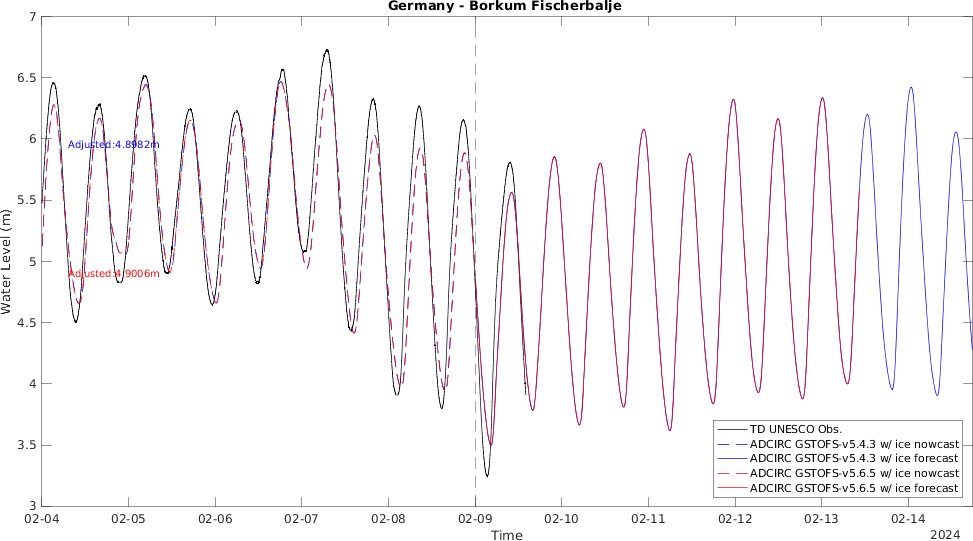 Germany - Borkum Fischerbalje
7
6.5
6
5.5
5
4.5
4
3.5
3
Water Level (m)
Adjusted:4.8982m
Adjusted:4.9006m
TD UNESCO Obs.
ADCIRC GSTOFS-v5.4.3 w/ ice nowcast
ADCIRC GSTOFS-v5.4.3 w/ ice forecast
ADCIRC GSTOFS-v5.6.5 w/ ice nowcast
ADCIRC GSTOFS-v5.6.5 w/ ice forecast
02-04 02-05 02-06 02-07 02-08 02-09 02-10 02-11 02-12 02-13 02-14
Time
2024